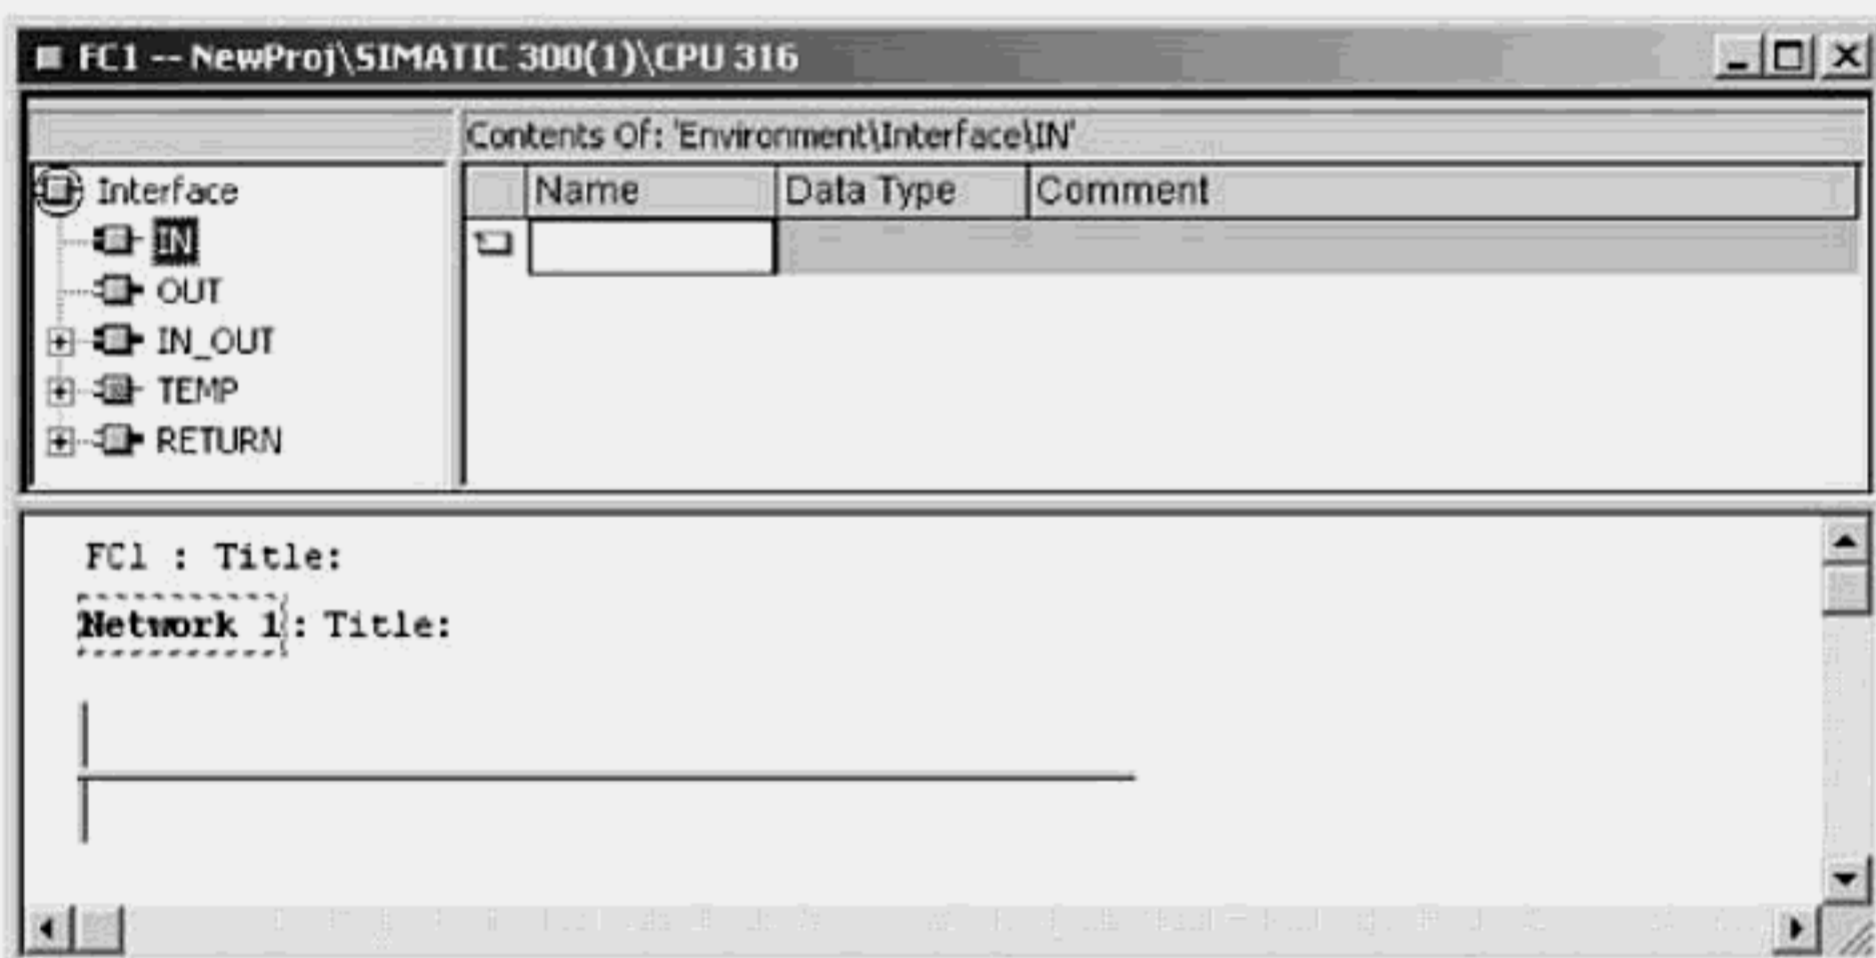 FC1 -- NewProj\SIMATIC 300(1)\CPU 316
Contents Of: 'Environment\Interface\IN'
Interface
IN
OUT
IN_OUT
TEMP
RETURN
Name Data Type Comment
FC1 : Title:
Network 1: Title: